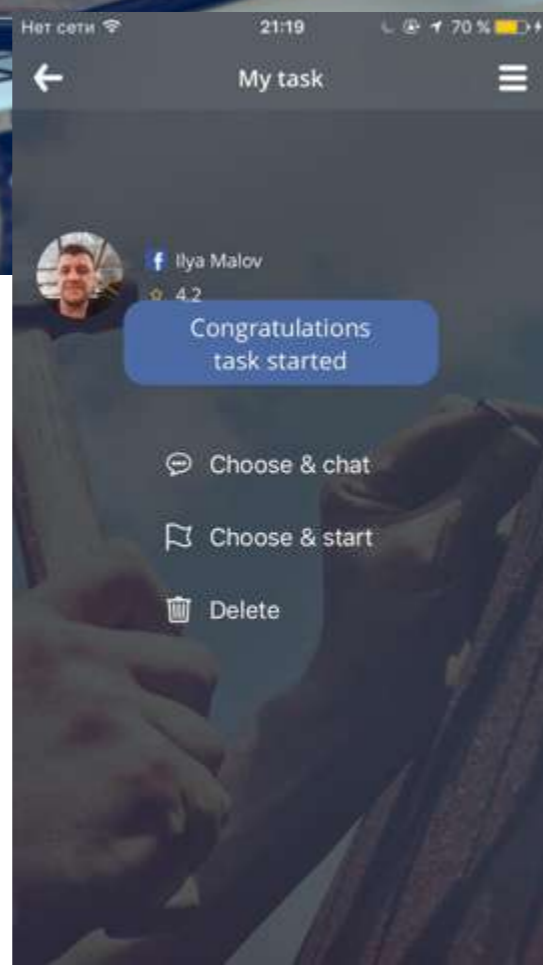 Нет сети 21:19 70 %
My task
f Ilya Malov
4.2
Congratulations
task started
Choose & chat
Choose & start
Delete